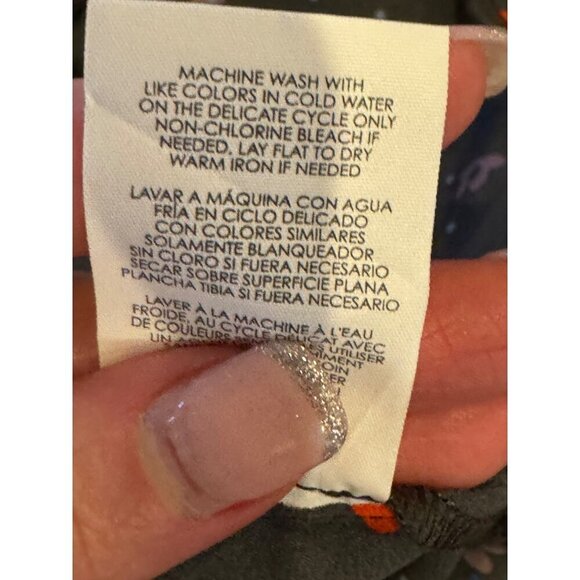 MACHINE WASH WITH
LIKE COLORS IN COLD WATER
ON THE DELICATE CYCLE ONLY
NON-CHLORINE BLEACH IF
NEEDED. LAY FLAT TO DRY
WARM IRON IF NEEDED
LAVAR A MÁQUINA CON AGUA
FRÍA EN CICLO DELICADO
CON COLORES SIMILARES
SOLAMENTE BLANQUEADOR
SIN CLORO SI FUERA NECESARIO
SECAR SOBRE SUPERFICIE PLANA
PLANCHA TIBIA SI FUERA NECESARIO
LAVER À LA MACHINE À L'EAU
FROIDE, AU CYCLE DÉLICAT AVEC
DE COULEURS UTILISER
UN